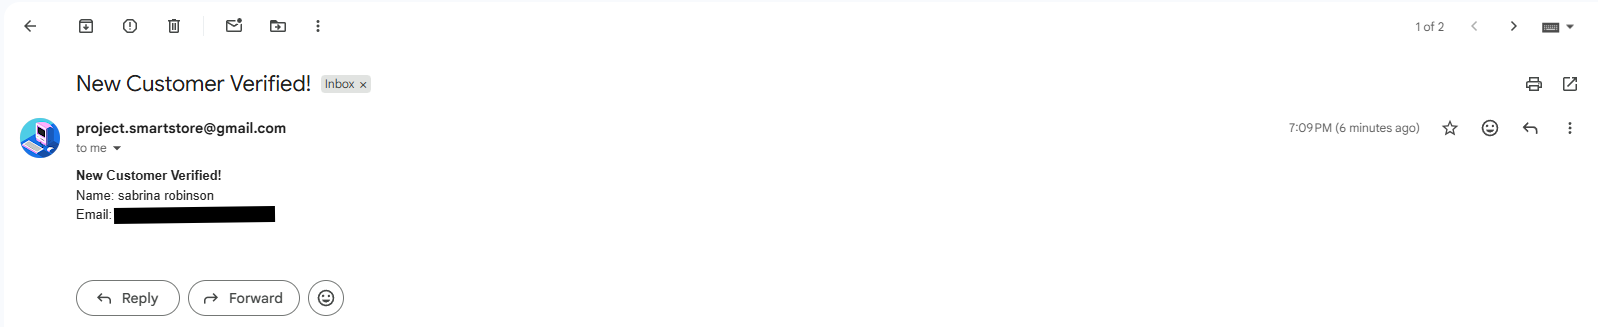 1 of 2
New Customer Verified! Inbox ×
project.smartstore@gmail.com 7:09 PM (6 minutes ago)
to me
New Customer Verified!
Name: sabrina robinson
Email:
Reply Forward